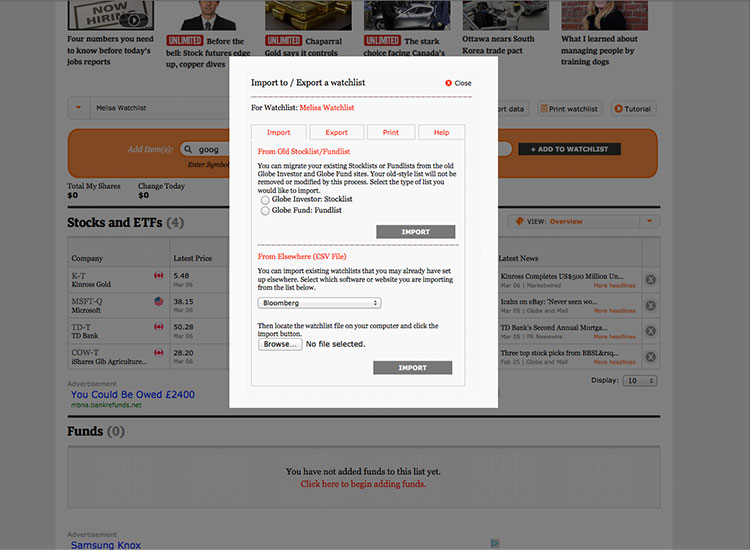 NOW HIRING
Four numbers you need to know before today's jobs reports
UNLIMITED Before the bell: Stock futures edge up, copper dives
UNLIMITED Chaparral Gold says it controls
UNLIMITED The stark choice facing Canada's
Ottawa nears South Korea trade pact
What I learned about managing people by training dogs
Import to / Export a watchlist
Close
For Watchlist: Melisa Watchlist
Import Export Print Help
From Old Stocklist/Fundlist
You can migrate your existing Stocklists or Fundlists from the old
Globe Investor and Globe Fund sites. Your old-style list will not be
removed or modified by this process. Select the type of list you
would like to import.
Globe Investor: Stocklist
Globe Fund: Fundlist
IMPORT
From Elsewhere (CSV File)
You can import existing watchlists that you may already have set
up elsewhere. Select which software or website you are importing
from the list below.
Bloomberg
Then locate the watchlist file on your computer and click the
import button.
Browse... No file selected.
IMPORT
Melisa Watchlist
ort data Print watchlist Tutorial
Add Item(s): goog + ADD TO WATCHLIST
Enter Symbo
Total My Shares Change Today
$0 $0
Stocks and ETFs (4)
VIEW: Overview
Company Latest Price Latest News
K-T 5.48 Kinross Completes US$500 Million Un...
Kinross Gold Mar 06 Mar 06 | Marketwired More headlines
MSFT-Q 38.15 Icahn on eBay: 'Never seen wo...
Microsoft Mar 06 Mar 05 | Globe and Mail More headlines
TD-T 50.28 TD Bank's Second Annual Mortga...
TD Bank Mar 06 Mar 05 | PR Newswire More headlines
COW-T 28.20 Three top stock picks from BBSL&rsq...
iShares Glb Agriculture... Mar 06 Feb 25 | Globe and Mail More headlines
Advertisement
You Could Be Owed £2400
mbna.bankrefunds.net
Display: 10
Funds (0)
You have not added funds to this list yet.
Click here to begin adding funds.
Advertisement
Samsung Knox